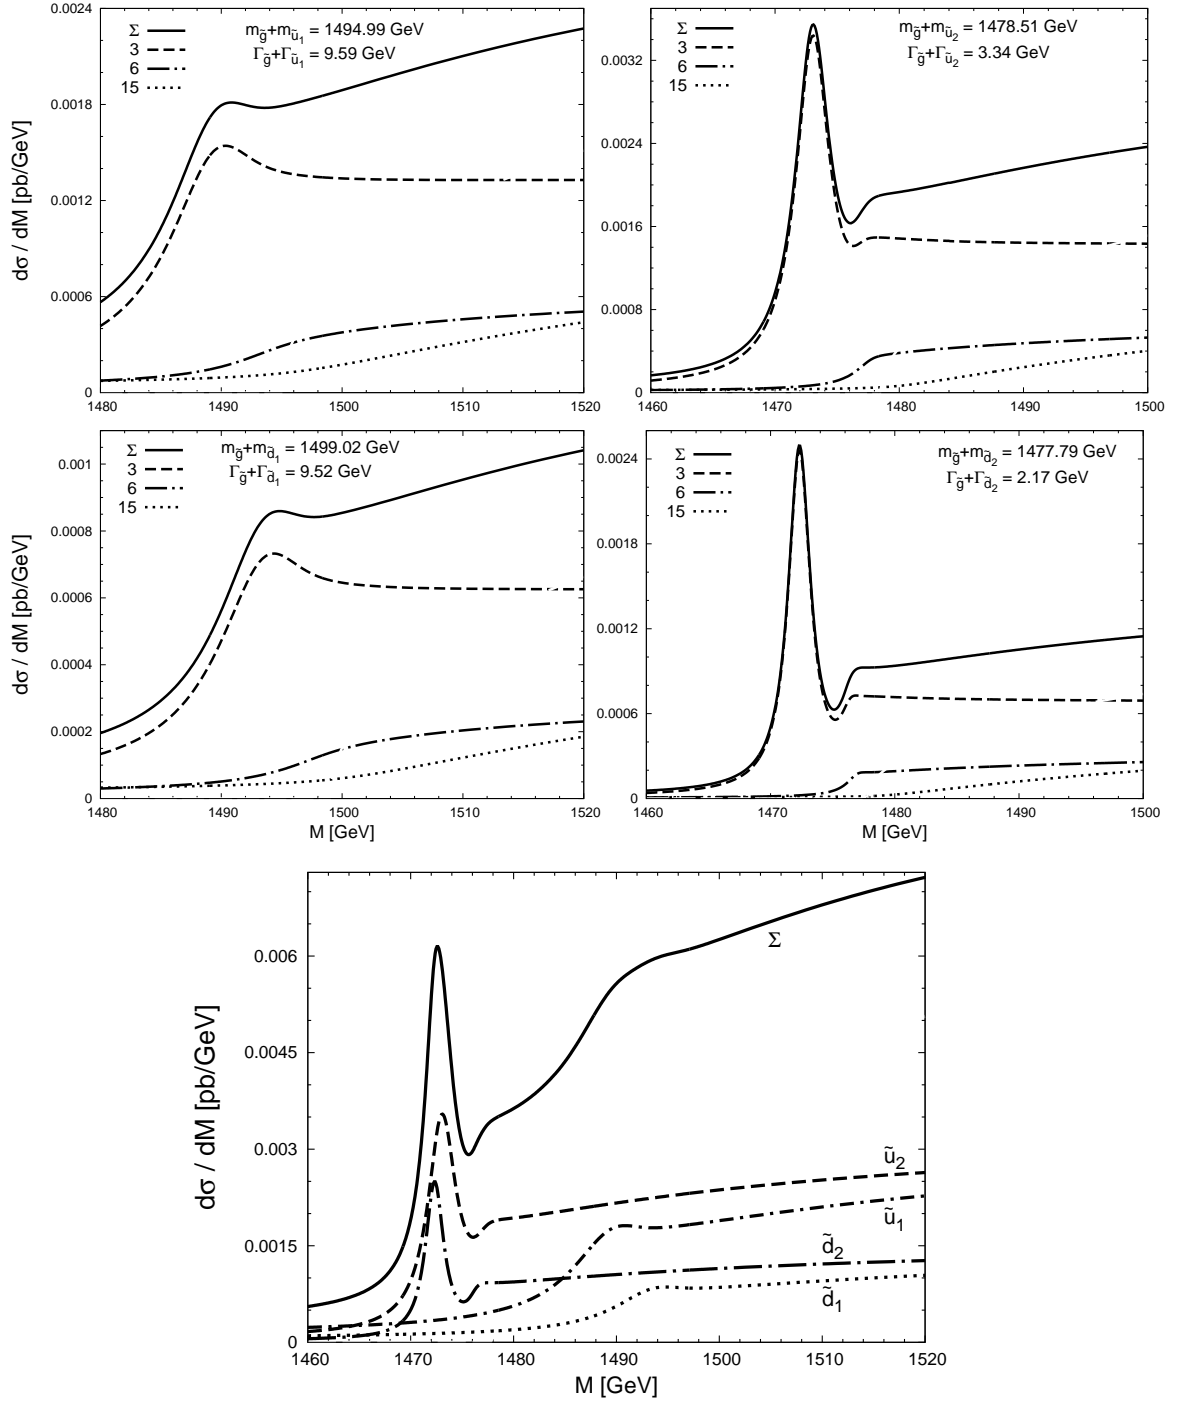 0.0024
0.0018
0.0012
0.0006
0
dσ / dM [pb/GeV]
Σ
3
6
15
m_g̃+m_ũ₁ = 1494.99 GeV
Γ_g̃+Γ_ũ₁ = 9.59 GeV
1480 1490 1500 1510 1520
0.0032
0.0024
0.0016
0.0008
0
Σ
3
6
15
m_g̃+m_ũ₂ = 1478.51 GeV
Γ_g̃+Γ_ũ₂ = 3.34 GeV
1460 1470 1480 1490 1500
0.001
0.0008
0.0006
0.0004
0.0002
0
dσ / dM [pb/GeV]
Σ
3
6
15
m_g̃+m_d̃₁ = 1499.02 GeV
Γ_g̃+Γ_d̃₁ = 9.52 GeV
1480 1490 1500 1510 1520
M [GeV]
0.0024
0.0018
0.0012
0.0006
0
Σ
3
6
15
m_g̃+m_d̃₂ = 1477.79 GeV
Γ_g̃+Γ_d̃₂ = 2.17 GeV
1460 1470 1480 1490 1500
M [GeV]
0.006
0.0045
0.003
0.0015
0
dσ / dM [pb/GeV]
Σ
ũ₂
ũ₁
d̃₂
d̃₁
1460 1470 1480 1490 1500 1510 1520
M [GeV]